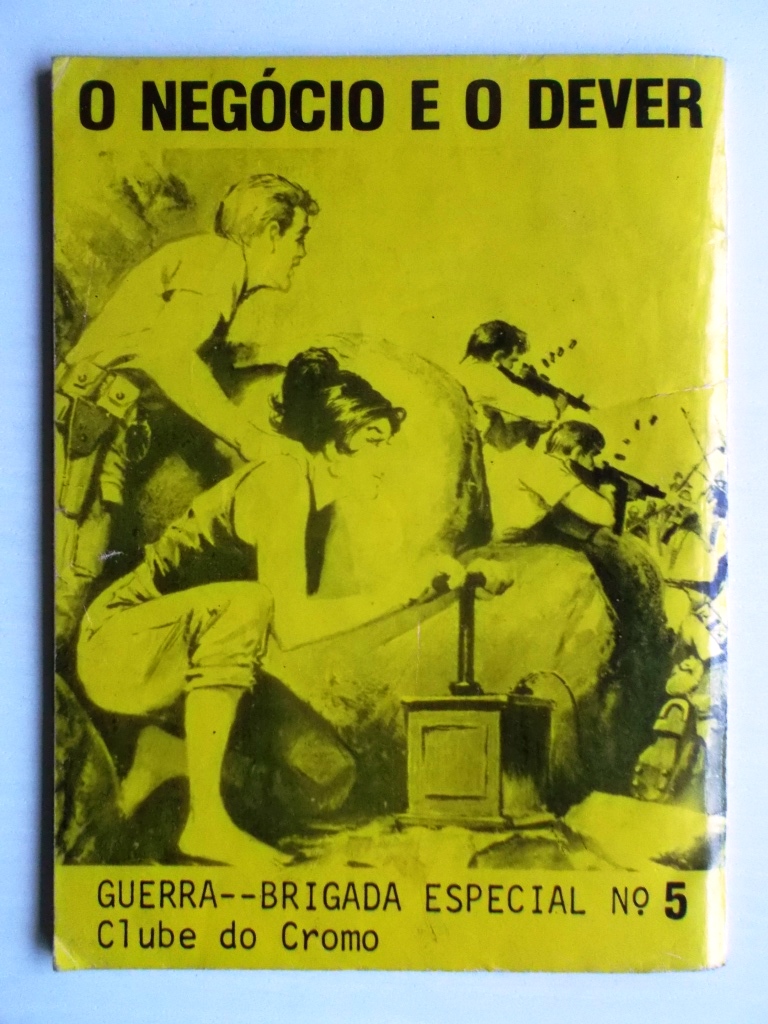 O NEGÓCIO E O DEVER
GUERRA--BRIGADA ESPECIAL Nº 5
Clube do Cromo